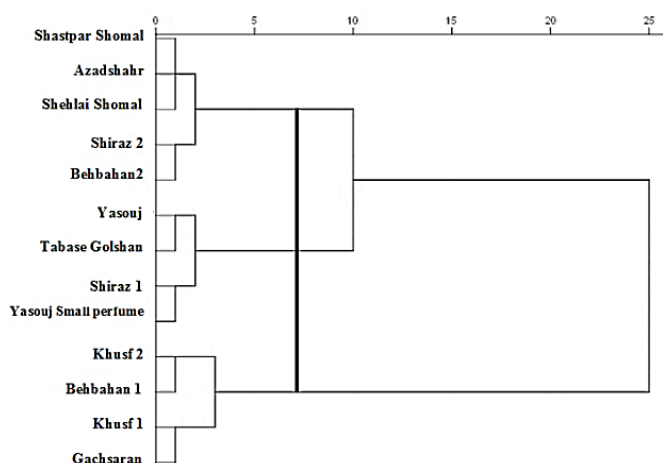 0 5 10 15 20 25
Shastpar Shomal
Azadshahr
Shehlai Shomal
Shiraz 2
Behbahan2
Yasouj
Tabase Golshan
Shiraz 1
Yasouj Small perfume
Khusf 2
Behbahan 1
Khusf 1
Gachsaran